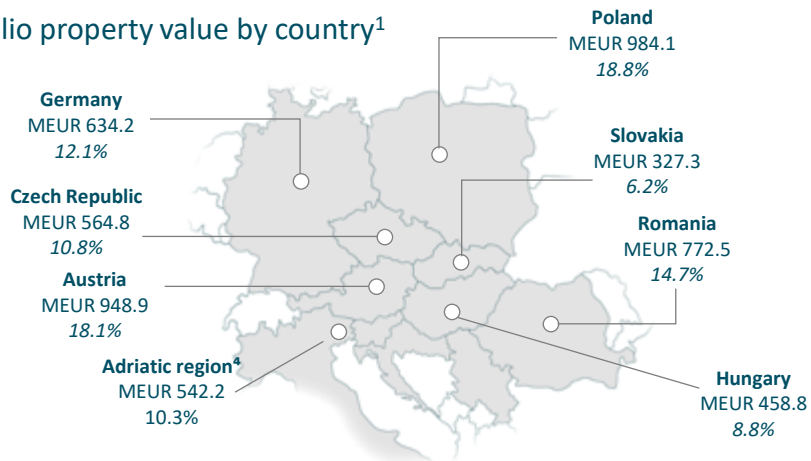 lio property value by country¹
Poland
MEUR 984.1
18.8%
Germany
MEUR 634.2
12.1%
Slovakia
MEUR 327.3
6.2%
Czech Republic
MEUR 564.8
10.8%
Romania
MEUR 772.5
14.7%
Austria
MEUR 948.9
18.1%
Adriatic region⁴
MEUR 542.2
10.3%
Hungary
MEUR 458.8
8.8%